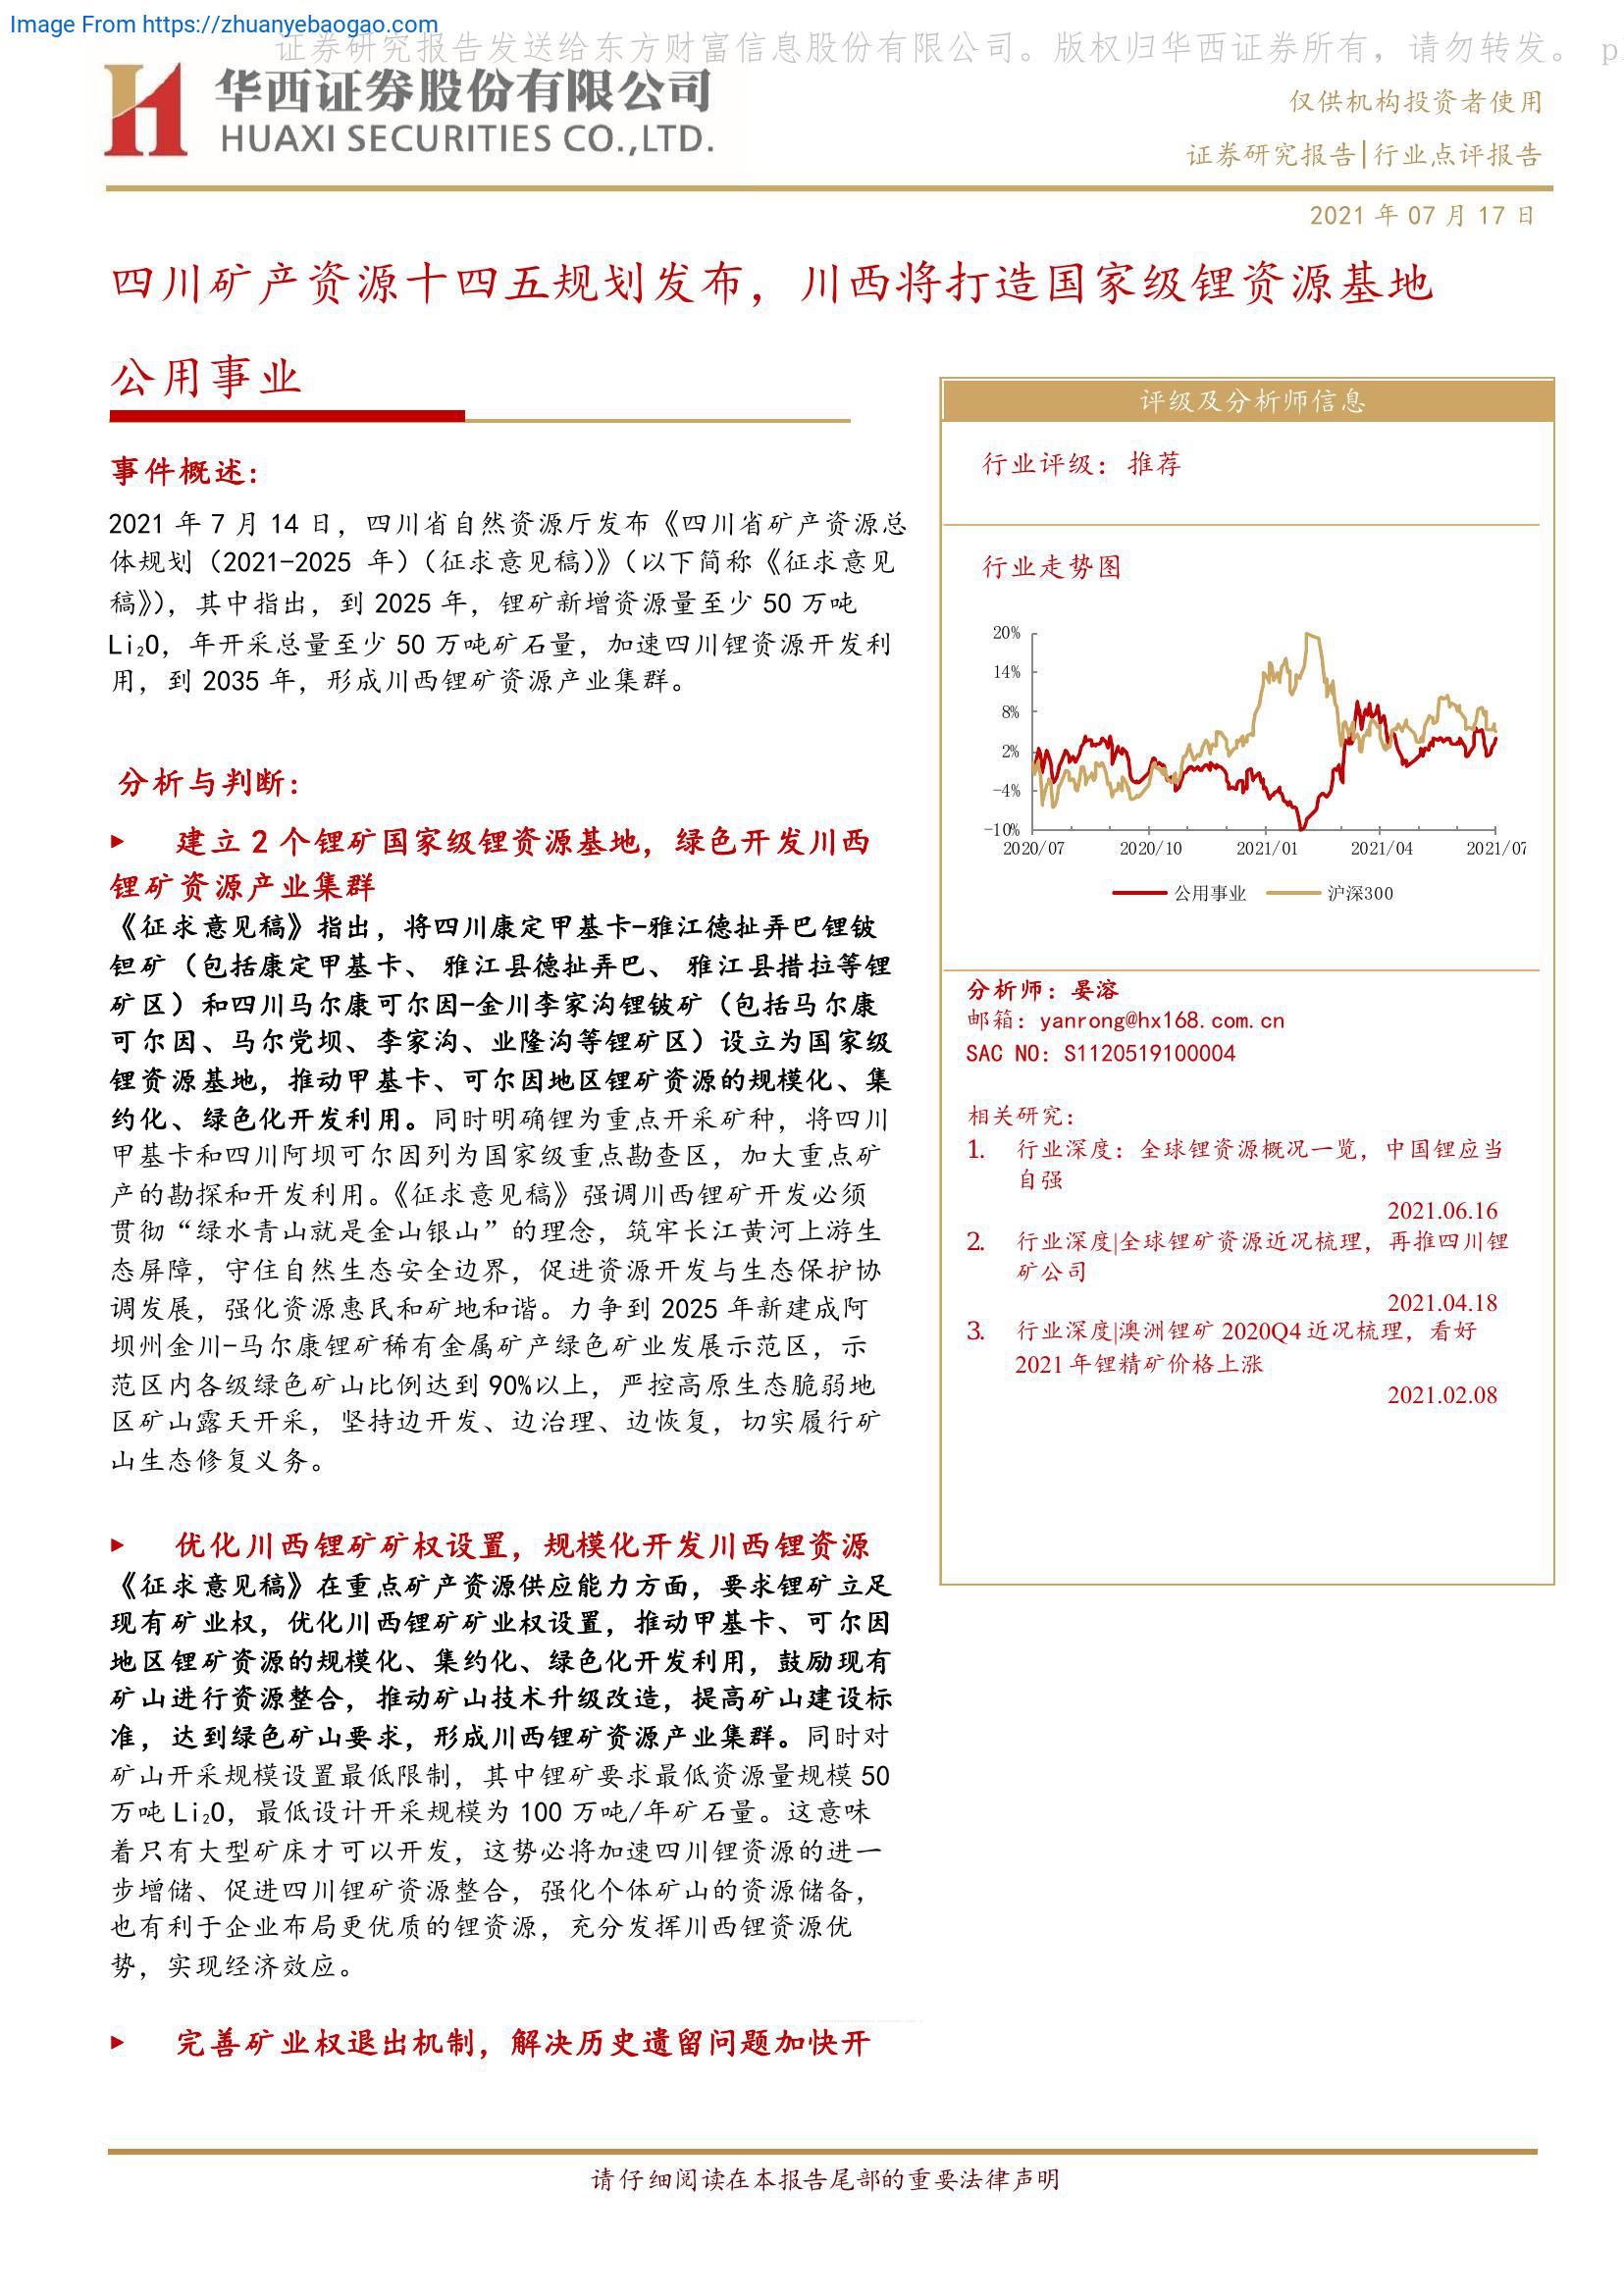 Image From https://zhuanyebaogao.com
证券研究报告发送给东方财富信息股份有限公司。版权归华西证券所有，请勿转发。 p
华西证券股份有限公司
HUAXI SECURITIES CO.,LTD.
仅供机构投资者使用
证券研究报告|行业点评报告
2021 年 07 月 17 日
四川矿产资源十四五规划发布，川西将打造国家级锂资源基地
公用事业
事件概述：
2021 年 7 月 14 日，四川省自然资源厅发布《四川省矿产资源总
体规划（2021-2025 年）（征求意见稿）》（以下简称《征求意见
稿》），其中指出，到 2025 年，锂矿新增资源量至少 50 万吨
Li₂O，年开采总量至少 50 万吨矿石量，加速四川锂资源开发利
用，到 2035 年，形成川西锂矿资源产业集群。
分析与判断：
► 建立 2 个锂矿国家级锂资源基地，绿色开发川西
锂矿资源产业集群
《征求意见稿》指出，将四川康定甲基卡-雅江德扯弄巴锂铍
钽矿（包括康定甲基卡、 雅江县德扯弄巴、 雅江县措拉等锂
矿区）和四川马尔康可尔因-金川李家沟锂铍矿（包括马尔康
可尔因、马尔党坝、李家沟、业隆沟等锂矿区）设立为国家级
锂资源基地，推动甲基卡、可尔因地区锂矿资源的规模化、集
约化、绿色化开发利用。同时明确锂为重点开采矿种，将四川
甲基卡和四川阿坝可尔因列为国家级重点勘查区，加大重点矿
产的勘探和开发利用。《征求意见稿》强调川西锂矿开发必须
贯彻“绿水青山就是金山银山”的理念，筑牢长江黄河上游生
态屏障，守住自然生态安全边界，促进资源开发与生态保护协
调发展，强化资源惠民和矿地和谐。力争到 2025 年新建成阿
坝州金川-马尔康锂矿稀有金属矿产绿色矿业发展示范区，示
范区内各级绿色矿山比例达到 90%以上，严控高原生态脆弱地
区矿山露天开采，坚持边开发、边治理、边恢复，切实履行矿
山生态修复义务。
► 优化川西锂矿矿权设置，规模化开发川西锂资源
《征求意见稿》在重点矿产资源供应能力方面，要求锂矿立足
现有矿业权，优化川西锂矿矿业权设置，推动甲基卡、可尔因
地区锂矿资源的规模化、集约化、绿色化开发利用，鼓励现有
矿山进行资源整合，推动矿山技术升级改造，提高矿山建设标
准，达到绿色矿山要求，形成川西锂矿资源产业集群。同时对
矿山开采规模设置最低限制，其中锂矿要求最低资源量规模 50
万吨 Li₂O，最低设计开采规模为 100 万吨/年矿石量。这意味
着只有大型矿床才可以开发，这势必将加速四川锂资源的进一
步增储、促进四川锂矿资源整合，强化个体矿山的资源储备，
也有利于企业布局更优质的锂资源，充分发挥川西锂资源优
势，实现经济效应。
► 完善矿业权退出机制，解决历史遗留问题加快开
评级及分析师信息
行业评级：推荐
行业走势图
20%
14%
8%
2%
-4%
-10%
2020/07 2020/10 2021/01 2021/04 2021/07
公用事业 沪深300
分析师：晏溶
邮箱：yanrong@hx168.com.cn
SAC NO：S1120519100004
相关研究：
1. 行业深度：全球锂资源概况一览，中国锂应当
自强
2021.06.16
2. 行业深度|全球锂矿资源近况梳理，再推四川锂
矿公司
2021.04.18
3. 行业深度|澳洲锂矿 2020Q4 近况梳理，看好
2021 年锂精矿价格上涨
2021.02.08
请仔细阅读在本报告尾部的重要法律声明